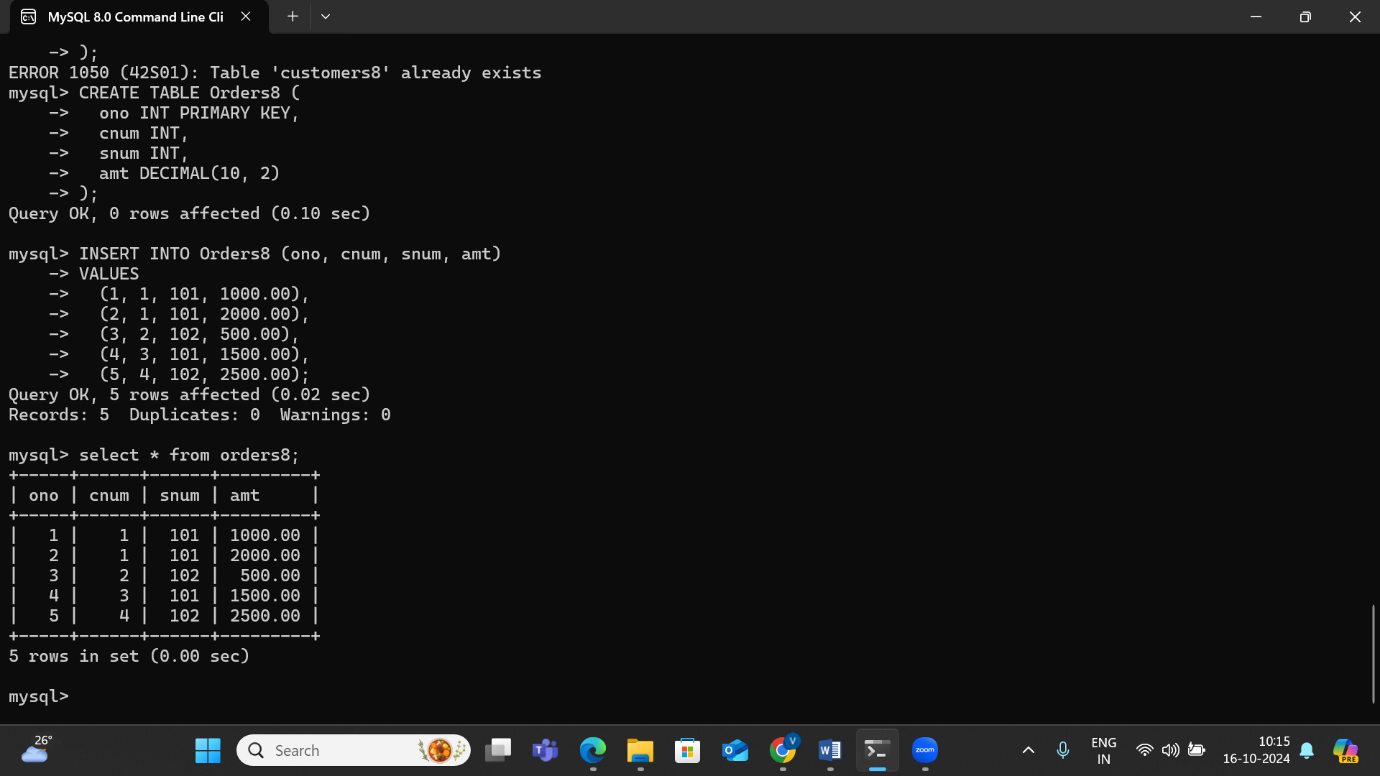 MySQL 8.0 Command Line Cli
-> );
ERROR 1050 (42S01): Table 'customers8' already exists
mysql> CREATE TABLE Orders8 (
->   ono INT PRIMARY KEY,
->   cnum INT,
->   snum INT,
->   amt DECIMAL(10, 2)
-> );
Query OK, 0 rows affected (0.10 sec)
mysql> INSERT INTO Orders8 (ono, cnum, snum, amt)
-> VALUES
->   (1, 1, 101, 1000.00),
->   (2, 1, 101, 2000.00),
->   (3, 2, 102, 500.00),
->   (4, 3, 101, 1500.00),
->   (5, 4, 102, 2500.00);
Query OK, 5 rows affected (0.02 sec)
Records: 5  Duplicates: 0  Warnings: 0
mysql> select * from orders8;
+-----+------+------+---------+
| ono | cnum | snum | amt     |
+-----+------+------+---------+
|   1 |    1 |  101 | 1000.00 |
|   2 |    1 |  101 | 2000.00 |
|   3 |    2 |  102 |  500.00 |
|   4 |    3 |  101 | 1500.00 |
|   5 |    4 |  102 | 2500.00 |
+-----+------+------+---------+
5 rows in set (0.00 sec)
mysql>
26°
Search
zoom
V
ENG
IN
10:15
16-10-2024
PRE